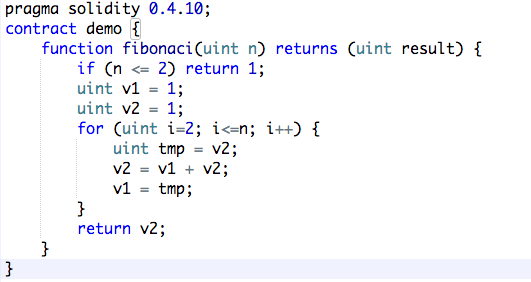 pragma solidity 0.4.10;
contract demo {
    function fibonaci(uint n) returns (uint result) {
        if (n <= 2) return 1;
        uint v1 = 1;
        uint v2 = 1;
        for (uint i=2; i<=n; i++) {
            uint tmp = v2;
            v2 = v1 + v2;
            v1 = tmp;
        }
        return v2;
    }
}